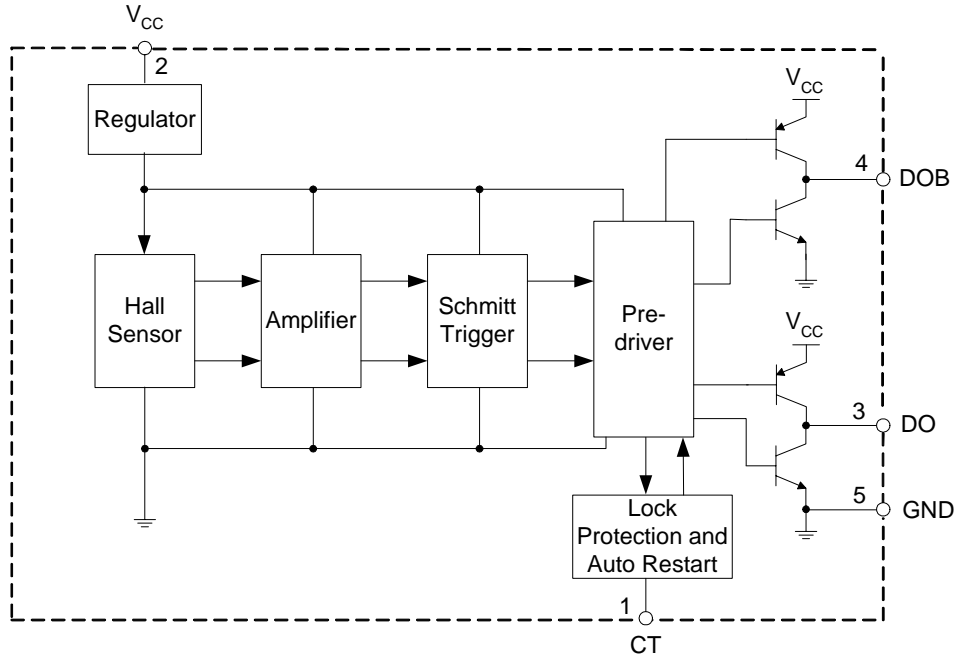 VCC
2
Regulator
VCC
4
DOB
Hall
Sensor
Amplifier
Schmitt
Trigger
Pre-
driver
VCC
3
DO
5
GND
Lock
Protection and
Auto Restart
1
CT